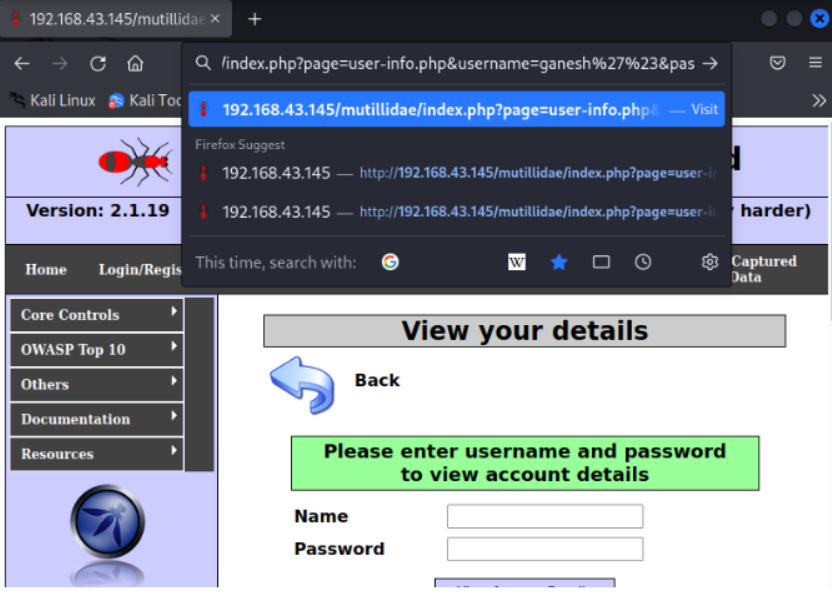 192.168.43.145/mutillidae
/index.php?page=user-info.php&username=ganesh%27%23&pas
Kali Linux Kali Too
192.168.43.145/mutillidae/index.php?page=user-info.php& — Visit
Firefox Suggest
192.168.43.145 — http://192.168.43.145/mutillidae/index.php?page=user-in
192.168.43.145 — http://192.168.43.145/mutillidae/index.php?page=user-in
Version: 2.1.19
harder)
This time, search with:
Home Login/Regis
Captured
Data
Core Controls
OWASP Top 10
Others
Documentation
Resources
View your details
Back
Please enter username and password
to view account details
Name
Password